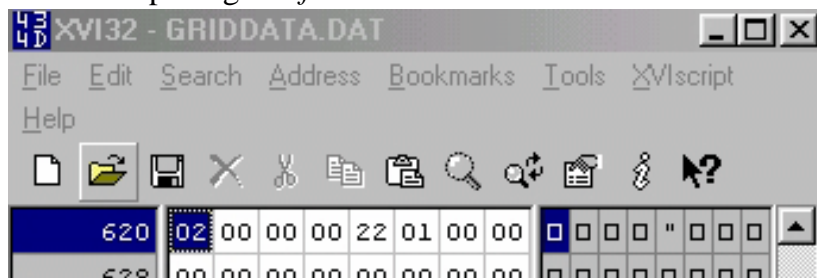 XVI32 - GRIDDATA.DAT
File Edit Search Address Bookmarks Tools XVIscript
Help
620 02 00 00 00 22 01 00 00 "